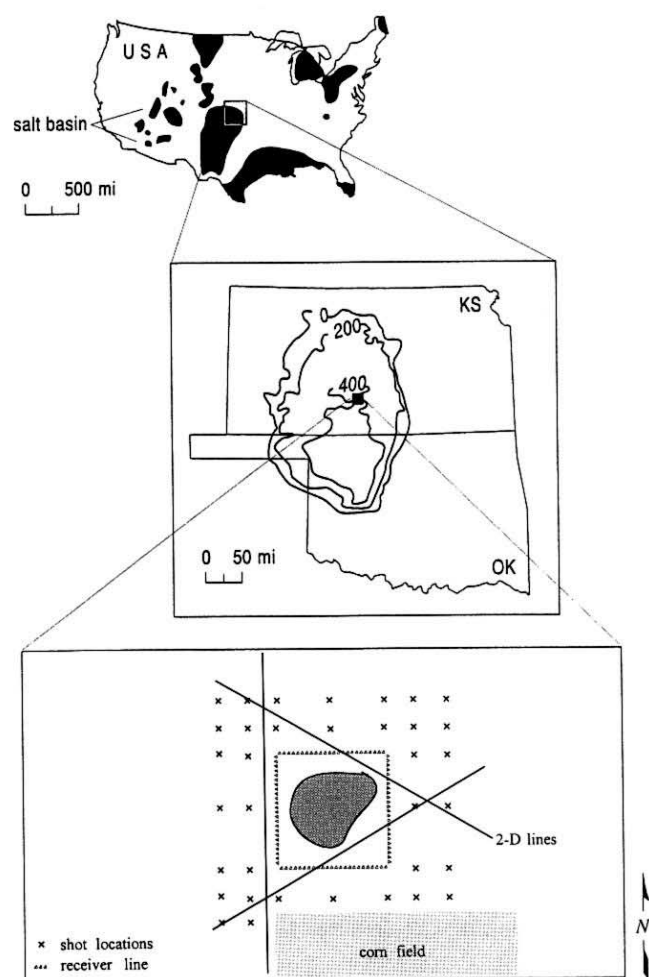 USA
salt basin
0 500 mi
KS
0
200
400
0 50 mi
OK
2-D lines
x shot locations
receiver line
corn field
N